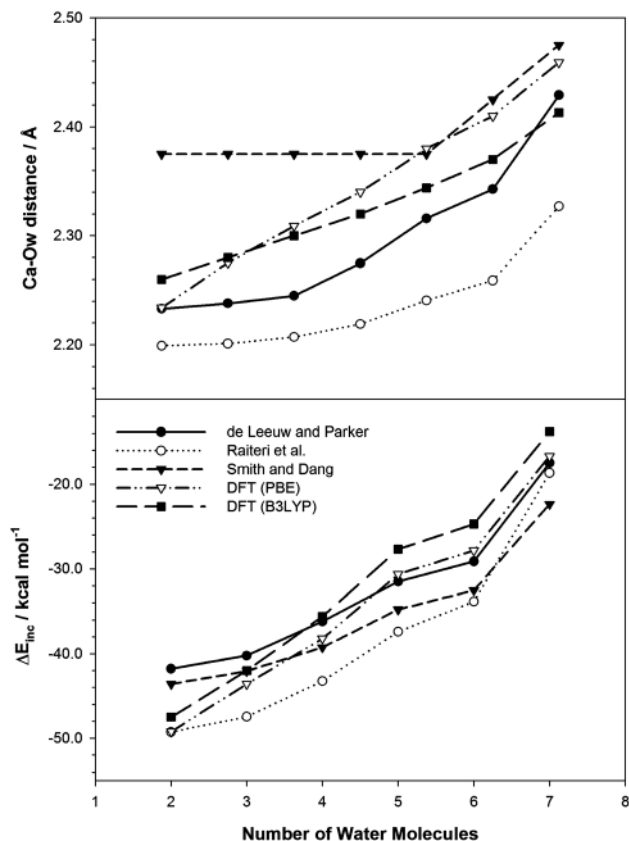 2.50
2.40
2.30
2.20
Ca-Ow distance / Å
de Leeuw and Parker
Raiteri et al.
Smith and Dang
DFT (PBE)
DFT (B3LYP)
-20.0
-30.0
-40.0
-50.0
ΔE_inc / kcal mol⁻¹
1 2 3 4 5 6 7 8
Number of Water Molecules